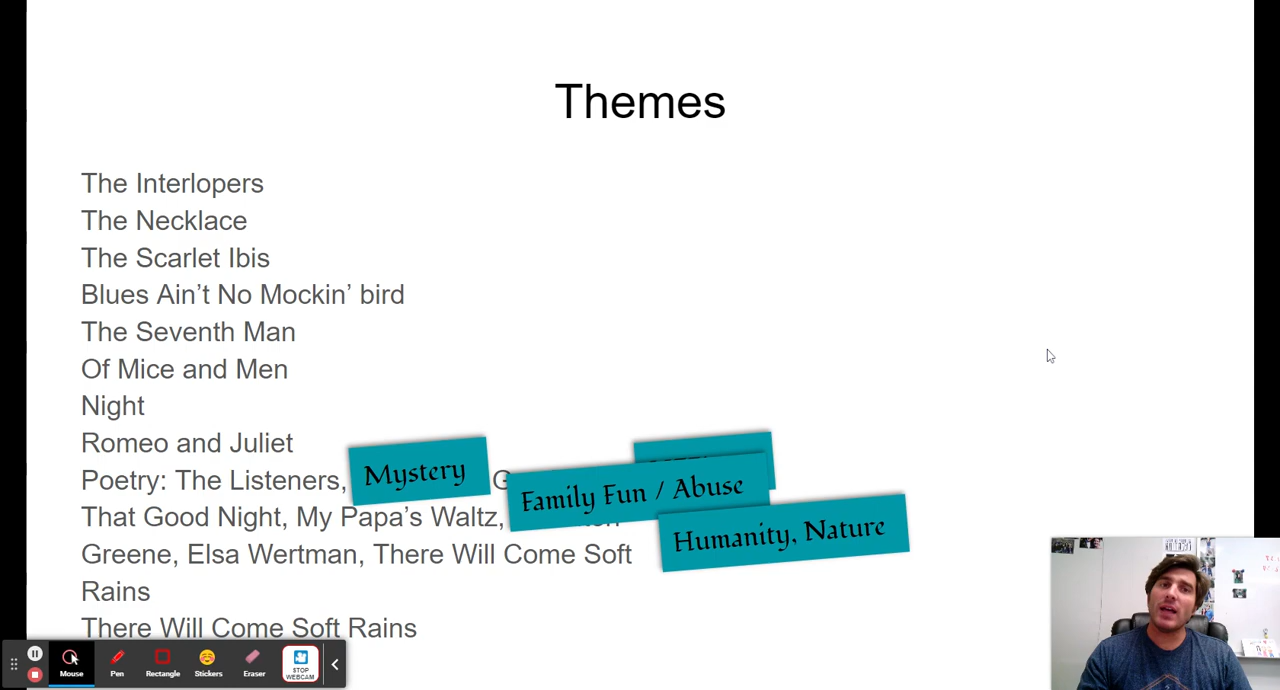 Themes
The Interlopers
The Necklace
The Scarlet Ibis
Blues Ain’t No Mockin’ bird
The Seventh Man
Of Mice and Men
Night
Romeo and Juliet
Mystery
Poetry: The Listeners,
Family Fun / Abuse
That Good Night, My Papa’s Waltz,
Humanity, Nature
Greene, Elsa Wertman, There Will Come Soft
Rains
There Will Come Soft Rains
Mouse
Pen
Rectangle
Stickers
Eraser
STOP
WEBCAM